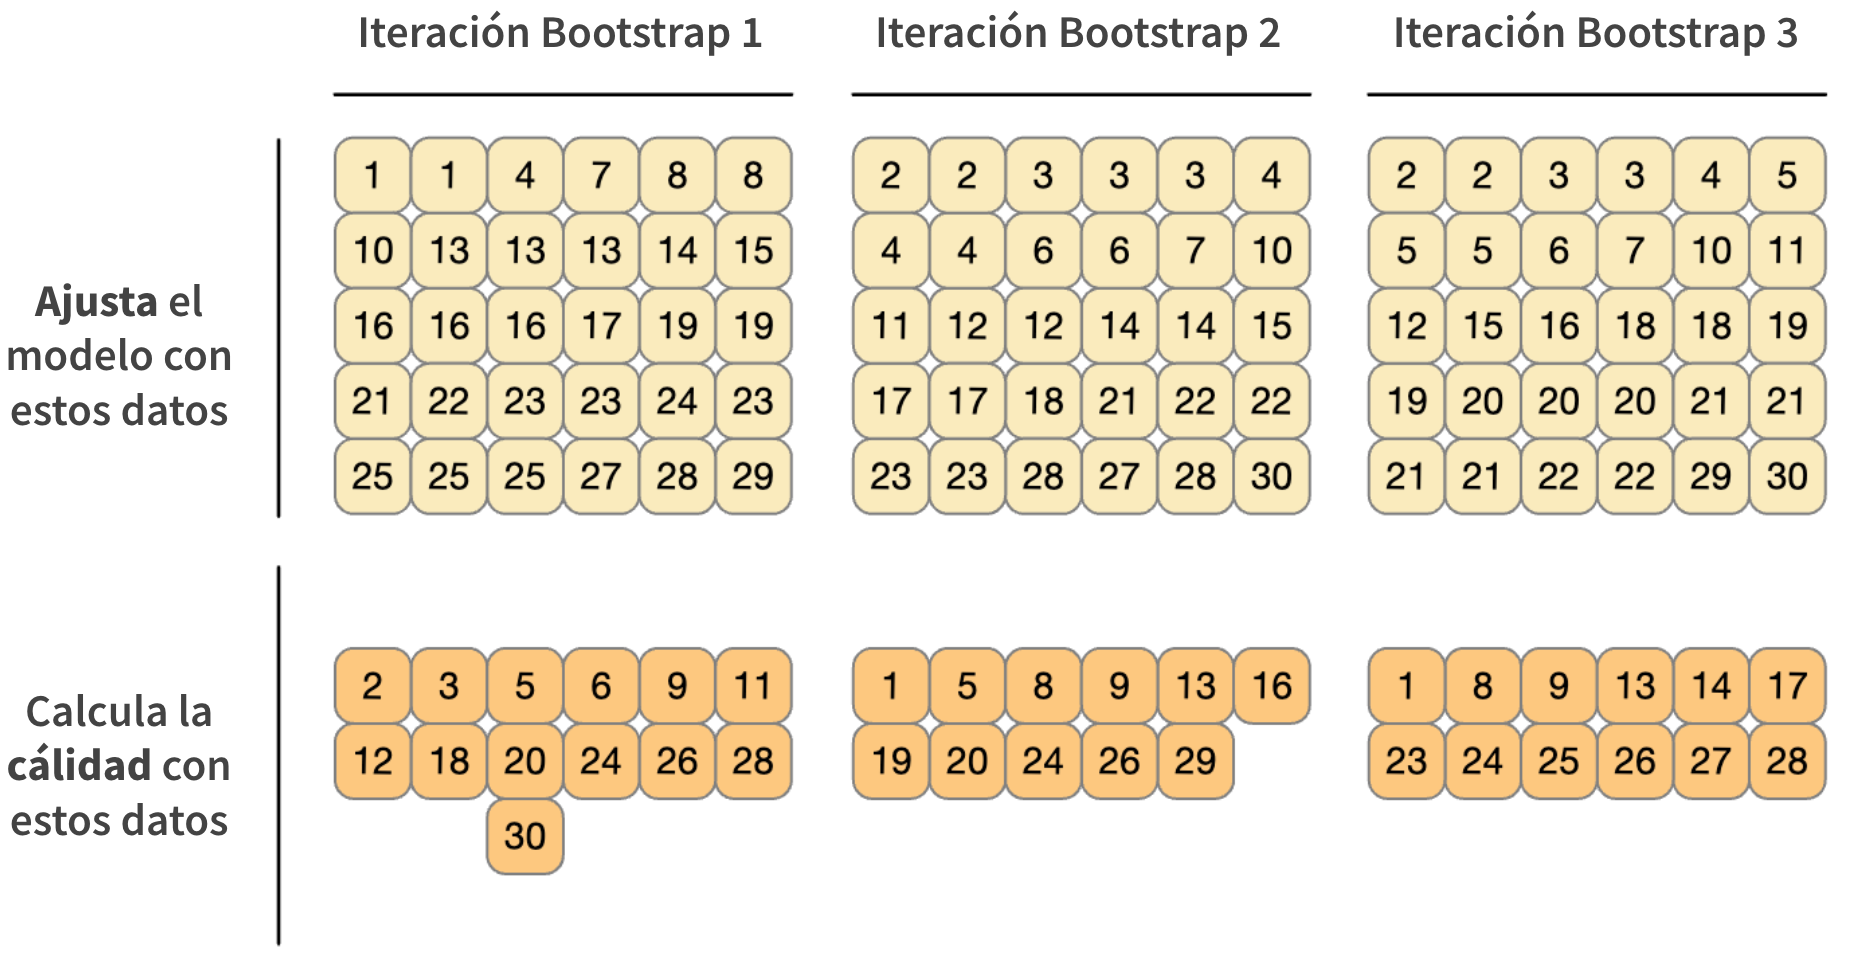 Iteración Bootstrap 1 Iteración Bootstrap 2 Iteración Bootstrap 3
Ajusta el
modelo con
estos datos
1 1 4 7 8 8
10 13 13 13 14 15
16 16 16 17 19 19
21 22 23 23 24 23
25 25 25 27 28 29
2 2 3 3 3 4
4 4 6 6 7 10
11 12 12 14 14 15
17 17 18 21 22 22
23 23 28 27 28 30
2 2 3 3 4 5
5 5 6 7 10 11
12 15 16 18 18 19
19 20 20 20 21 21
21 21 22 22 29 30
Calcula la
cálidad con
estos datos
2 3 5 6 9 11
12 18 20 24 26 28
30
1 5 8 9 13 16
19 20 24 26 29
1 8 9 13 14 17
23 24 25 26 27 28